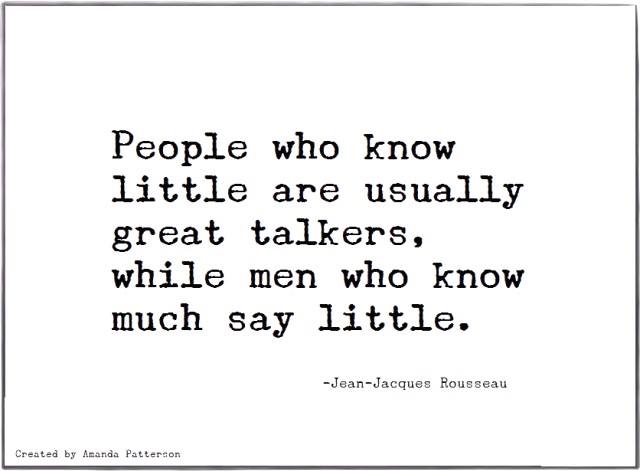 People who know
little are usually
great talkers,
while men who know
much say little.
-Jean-Jacques Rousseau
Created by Amanda Patterson